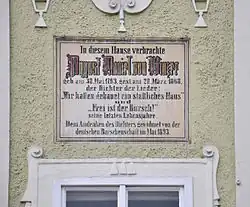 In diesem Hause verbrachte
August Daniel von Binzer
geb. am 30. Mai 1793, gest. am 20. März 1868,
der Dichter der Lieder:
„Wir hatten gebauet ein stattliches Haus"
und
„Frei ist der Bursch!"
seine letzten Lebensjahre.
Dem Andenken des Dichters gewidmet von der
deutschen Burschenschaft im Mai 1893.